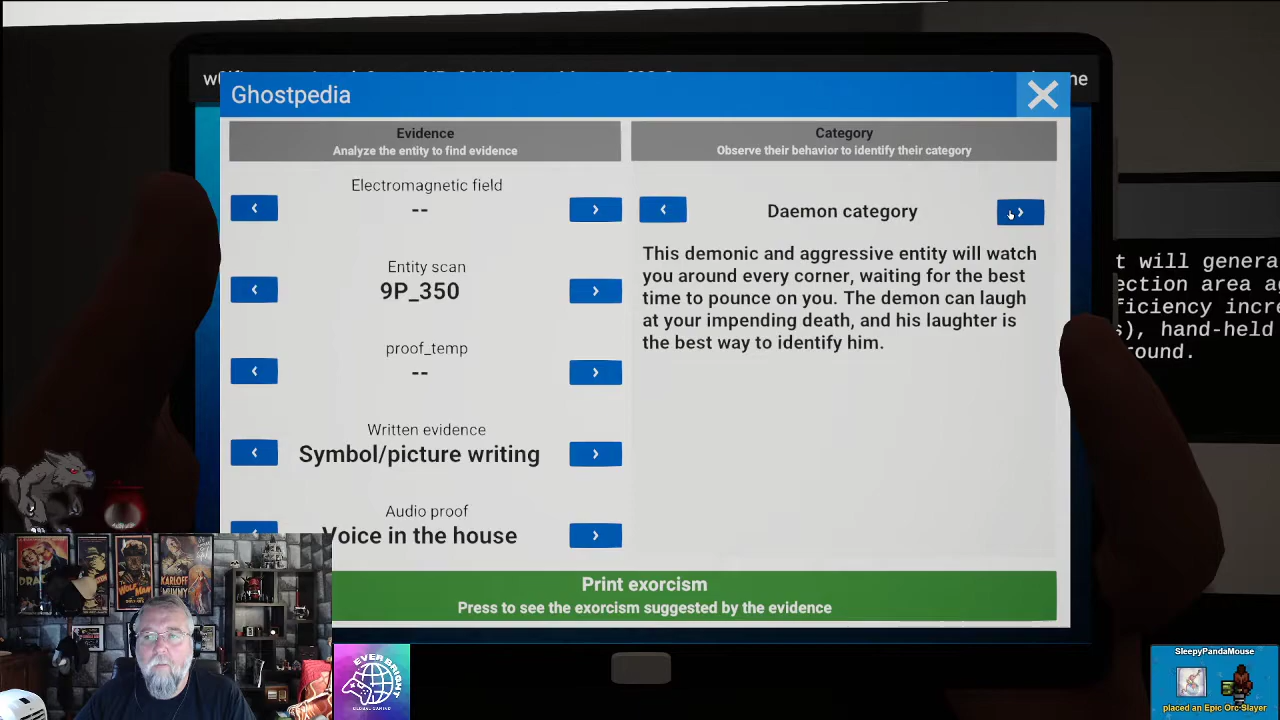 Ghostpedia
Evidence
Analyze the entity to find evidence
Category
Observe their behavior to identify their category
Electromagnetic field
--
Entity scan
9P_350
proof_temp
--
Written evidence
Symbol/picture writing
Audio proof
Voice in the house
Daemon category
This demonic and aggressive entity will watch
you around every corner, waiting for the best
time to pounce on you. The demon can laugh
at your impending death, and his laughter is
the best way to identify him.
Print exorcism
Press to see the exorcism suggested by the evidence
t will genera
ection area a
ficiency incre
s), hand-held
round.
EVER BRIGHT
GLOBAL GAMING
SleepyPandaMouse
placed an Epic Orc Slayer